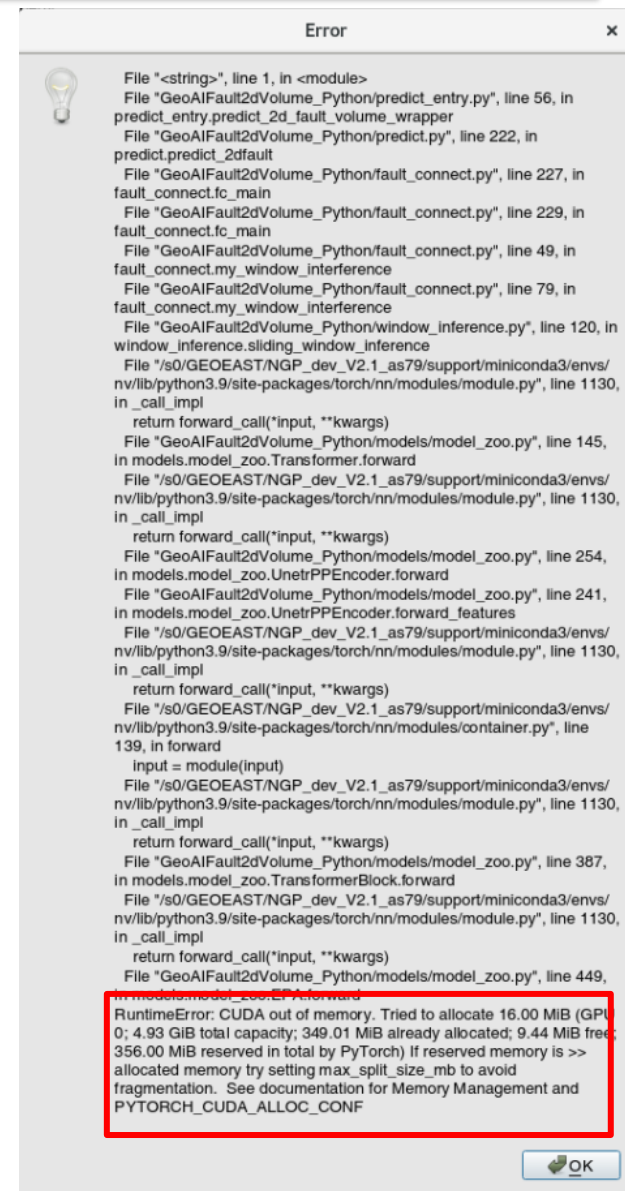 Error
File "<string>", line 1, in <module>
File "GeoAIFault2dVolume_Python/predict_entry.py", line 56, in
predict_entry.predict_2d_fault_volume_wrapper
File "GeoAIFault2dVolume_Python/predict.py", line 222, in
predict.predict_2dfault
File "GeoAIFault2dVolume_Python/fault_connect.py", line 227, in
fault_connect.fc_main
File "GeoAIFault2dVolume_Python/fault_connect.py", line 229, in
fault_connect.fc_main
File "GeoAIFault2dVolume_Python/fault_connect.py", line 49, in
fault_connect.my_window_interference
File "GeoAIFault2dVolume_Python/fault_connect.py", line 79, in
fault_connect.my_window_interference
File "GeoAIFault2dVolume_Python/window_inference.py", line 120, in
window_inference.sliding_window_inference
File "/s0/GEOEAST/NGP_dev_V2.1_as79/support/miniconda3/envs/
nv/lib/python3.9/site-packages/torch/nn/modules/module.py", line 1130,
in _call_impl
return forward_call(*input, **kwargs)
File "GeoAIFault2dVolume_Python/models/model_zoo.py", line 145,
in models.model_zoo.Transformer.forward
File "/s0/GEOEAST/NGP_dev_V2.1_as79/support/miniconda3/envs/
nv/lib/python3.9/site-packages/torch/nn/modules/module.py", line 1130,
in _call_impl
return forward_call(*input, **kwargs)
File "GeoAIFault2dVolume_Python/models/model_zoo.py", line 254,
in models.model_zoo.UnetrPPEncoder.forward
File "GeoAIFault2dVolume_Python/models/model_zoo.py", line 241,
in models.model_zoo.UnetrPPEncoder.forward_features
File "/s0/GEOEAST/NGP_dev_V2.1_as79/support/miniconda3/envs/
nv/lib/python3.9/site-packages/torch/nn/modules/module.py", line 1130,
in _call_impl
return forward_call(*input, **kwargs)
File "/s0/GEOEAST/NGP_dev_V2.1_as79/support/miniconda3/envs/
nv/lib/python3.9/site-packages/torch/nn/modules/container.py", line
139, in forward
input = module(input)
File "/s0/GEOEAST/NGP_dev_V2.1_as79/support/miniconda3/envs/
nv/lib/python3.9/site-packages/torch/nn/modules/module.py", line 1130,
in _call_impl
return forward_call(*input, **kwargs)
File "GeoAIFault2dVolume_Python/models/model_zoo.py", line 387,
in models.model_zoo.TransformerBlock.forward
File "/s0/GEOEAST/NGP_dev_V2.1_as79/support/miniconda3/envs/
nv/lib/python3.9/site-packages/torch/nn/modules/module.py", line 1130,
in _call_impl
return forward_call(*input, **kwargs)
File "GeoAIFault2dVolume_Python/models/model_zoo.py", line 449,
in models.model_zoo.EPA.forward
RuntimeError: CUDA out of memory. Tried to allocate 16.00 MiB (GPU
0; 4.93 GiB total capacity; 349.01 MiB already allocated; 9.44 MiB free;
356.00 MiB reserved in total by PyTorch) If reserved memory is >>
allocated memory try setting max_split_size_mb to avoid
fragmentation. See documentation for Memory Management and
PYTORCH_CUDA_ALLOC_CONF
OK